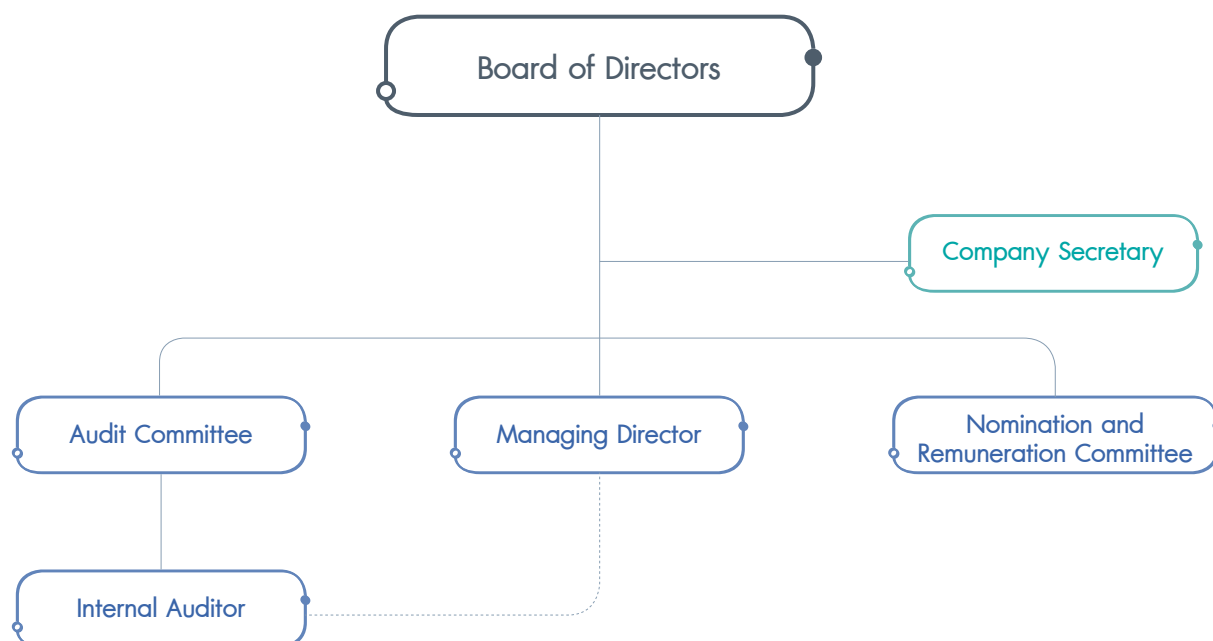 Board of Directors
Company Secretary
Audit Committee
Managing Director
Nomination and
Remuneration Committee
Internal Auditor